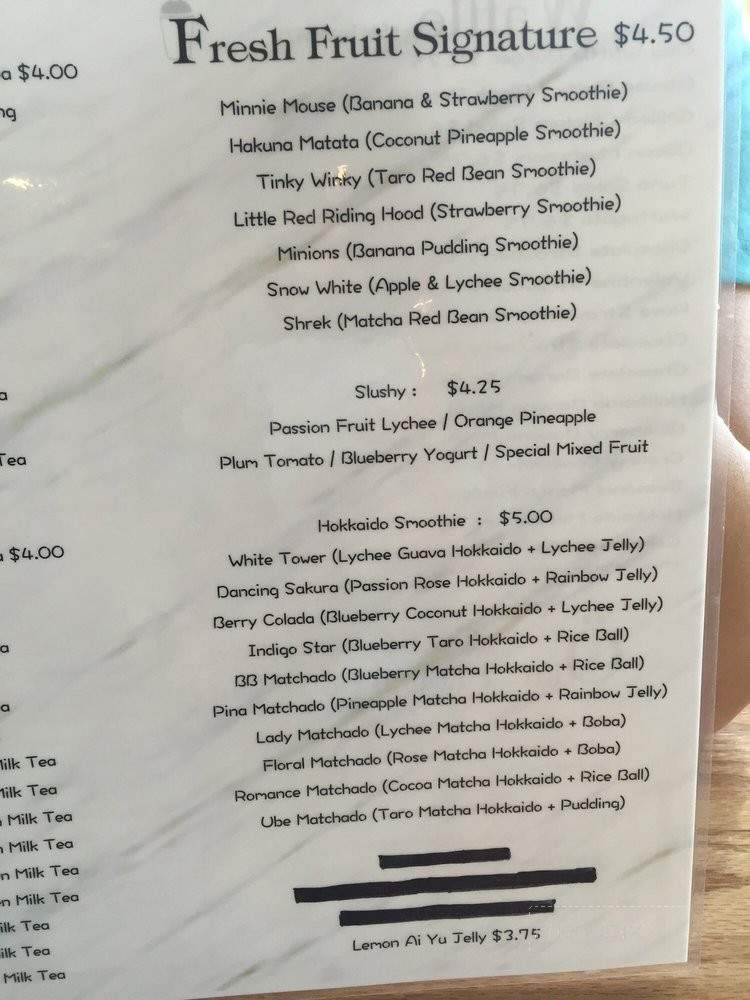 Fresh Fruit Signature $4.50
Minnie Mouse (Banana & Strawberry Smoothie)
Hakuna Matata (Coconut Pineapple Smoothie)
Tinky Winky (Taro Red Bean Smoothie)
Little Red Riding Hood (Strawberry Smoothie)
Minions (Banana Pudding Smoothie)
Snow White (Apple & Lychee Smoothie)
Shrek (Matcha Red Bean Smoothie)
Slushy : $4.25
Passion Fruit Lychee / Orange Pineapple
Plum Tomato / Blueberry Yogurt / Special Mixed Fruit
Hokkaido Smoothie : $5.00
White Tower (Lychee Guava Hokkaido + Lychee Jelly)
Dancing Sakura (Passion Rose Hokkaido + Rainbow Jelly)
Berry Colada (Blueberry Coconut Hokkaido + Lychee Jelly)
Indigo Star (Blueberry Taro Hokkaido + Rice Ball)
BB Matchado (Blueberry Matcha Hokkaido + Rice Ball)
Pina Matchado (Pineapple Matcha Hokkaido + Rainbow Jelly)
Lady Matchado (Lychee Matcha Hokkaido + Boba)
Floral Matchado (Rose Matcha Hokkaido + Boba)
Romance Matchado (Cocoa Matcha Hokkaido + Rice Ball)
Ube Matchado (Taro Matcha Hokkaido + Pudding)
Lemon Ai Yu Jelly $3.75
$4.00
Tea
$4.00
Milk Tea
Milk Tea
Milk Tea
Milk Tea
Milk Tea
Milk Tea
Tea
Tea
Milk Tea